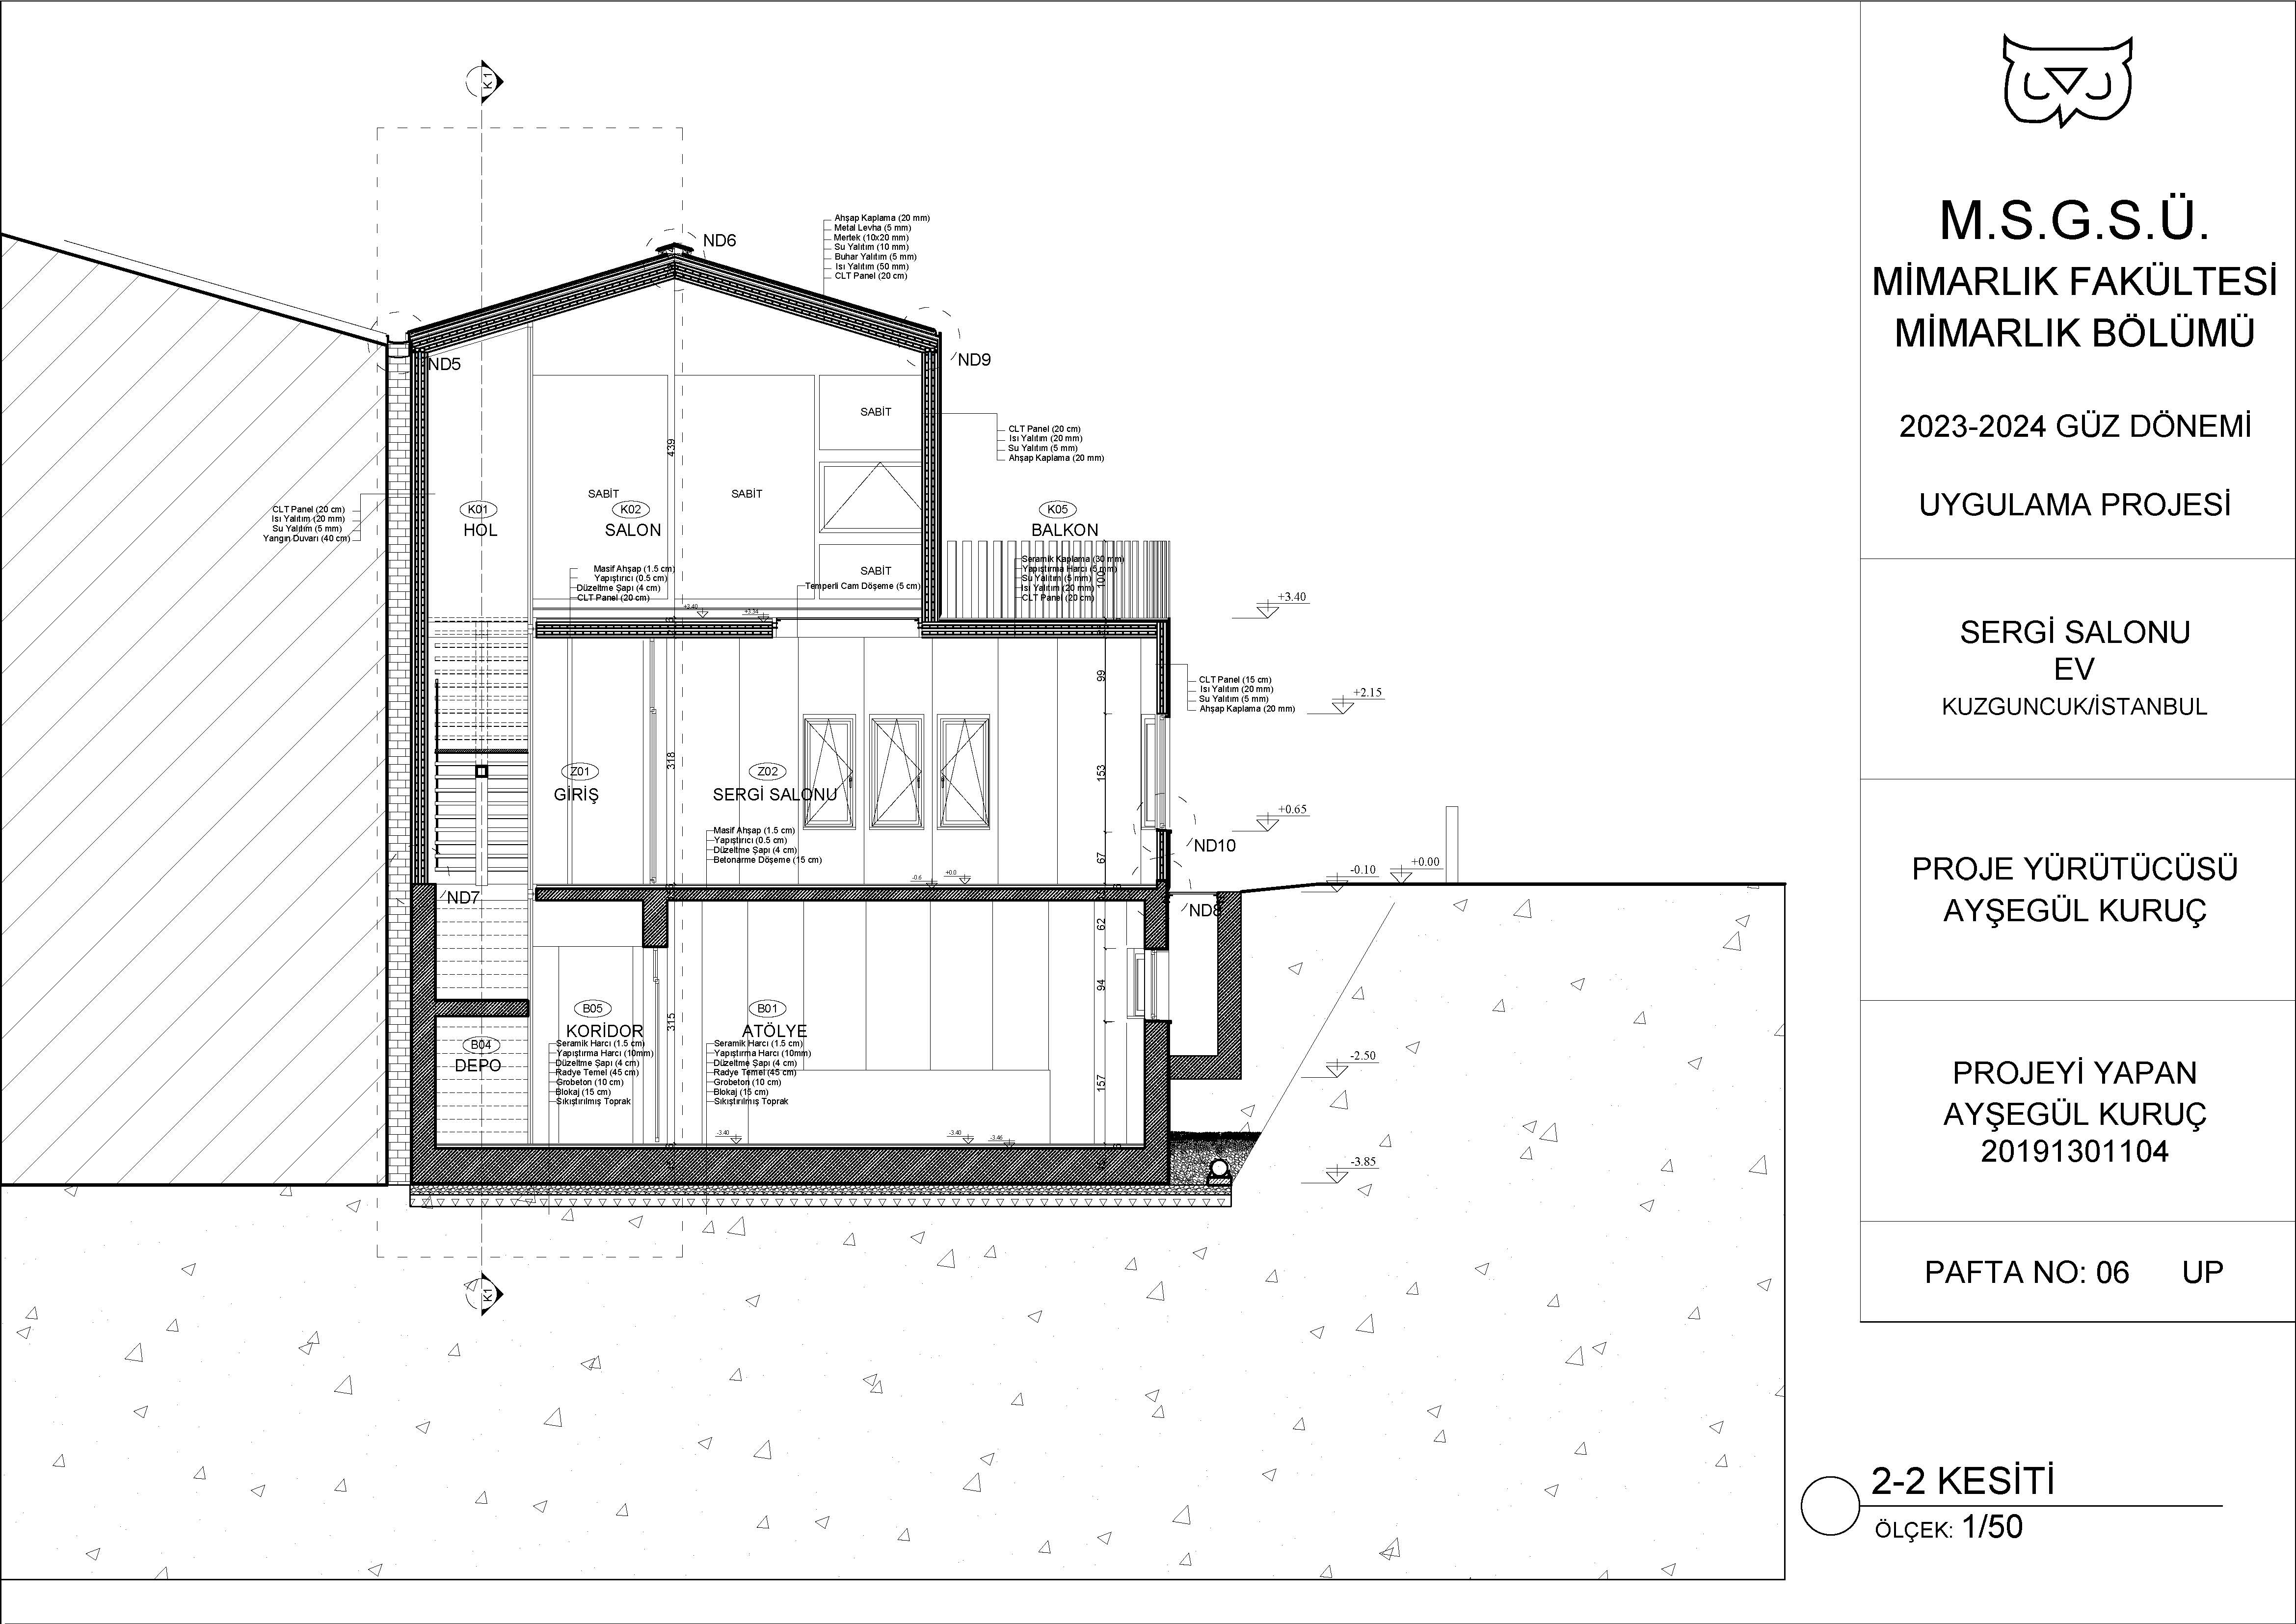 K1
Ahşap Kaplama (20 mm)
Metal Levha (5 mm)
Mertek (10x20 mm)
Su Yalıtım (10 mm)
Buhar Yalıtım (5 mm)
Isı Yalıtım (50 mm)
CLT Panel (20 cm)
ND6
ND5
ND9
SABİT
439
CLT Panel (20 cm)
Isı Yalıtım (20 mm)
Su Yalıtım (5 mm)
Ahşap Kaplama (20 mm)
SABİT
SABİT
CLT Panel (20 cm)
Isı Yalıtım (20 mm)
Su Yalıtım (5 mm)
Yangın Duvarı (40 cm)
K01
HOL
K02
SALON
K05
BALKON
SABİT
Masif Ahşap (1.5 cm)
Yapıştırıcı (0.5 cm)
Düzeltme Şapı (4 cm)
CLT Panel (20 cm)
Temperli Cam Döşeme (5 cm)
Seramik Kaplama (30 mm)
Yapıştırma Harcı (5 mm)
Su Yalıtım (5 mm)
Isı Yalıtım (20 mm)
CLT Panel (20 cm)
100
+3.40
+3.34
+3.40
99
CLT Panel (15 cm)
Isı Yalıtım (20 mm)
Su Yalıtım (5 mm)
Ahşap Kaplama (20 mm)
+2.15
318
153
Z01
GİRİŞ
Z02
SERGİ SALONU
+0.65
Masif Ahşap (1.5 cm)
Yapıştırıcı (0.5 cm)
Düzeltme Şapı (4 cm)
Betonarme Döşeme (15 cm)
67
ND10
-0.6
+0.0
-0.10
+0.00
ND7
ND8
62
94
315
B05
KORİDOR
B01
ATÖLYE
B04
DEPO
Seramik Harcı (1.5 cm)
Yapıştırma Harcı (10mm)
Düzeltme Şapı (4 cm)
Radye Temel (45 cm)
Grobeton (10 cm)
Blokaj (15 cm)
Sıkıştırılmış Toprak
Seramik Harcı (1.5 cm)
Yapıştırma Harcı (10mm)
Düzeltme Şapı (4 cm)
Radye Temel (45 cm)
Grobeton (10 cm)
Blokaj (15 cm)
Sıkıştırılmış Toprak
-2.50
157
-3.40
-3.40
-3.46
6
6
-3.85
K1
M.S.G.S.Ü.
MİMARLIK FAKÜLTESİ
MİMARLIK BÖLÜMÜ
2023-2024 GÜZ DÖNEMİ
UYGULAMA PROJESİ
SERGİ SALONU
EV
KUZGUNCUK/İSTANBUL
PROJE YÜRÜTÜCÜSÜ
AYŞEGÜL KURUÇ
PROJEYİ YAPAN
AYŞEGÜL KURUÇ
20191301104
PAFTA NO: 06 UP
2-2 KESİTİ
ÖLÇEK: 1/50